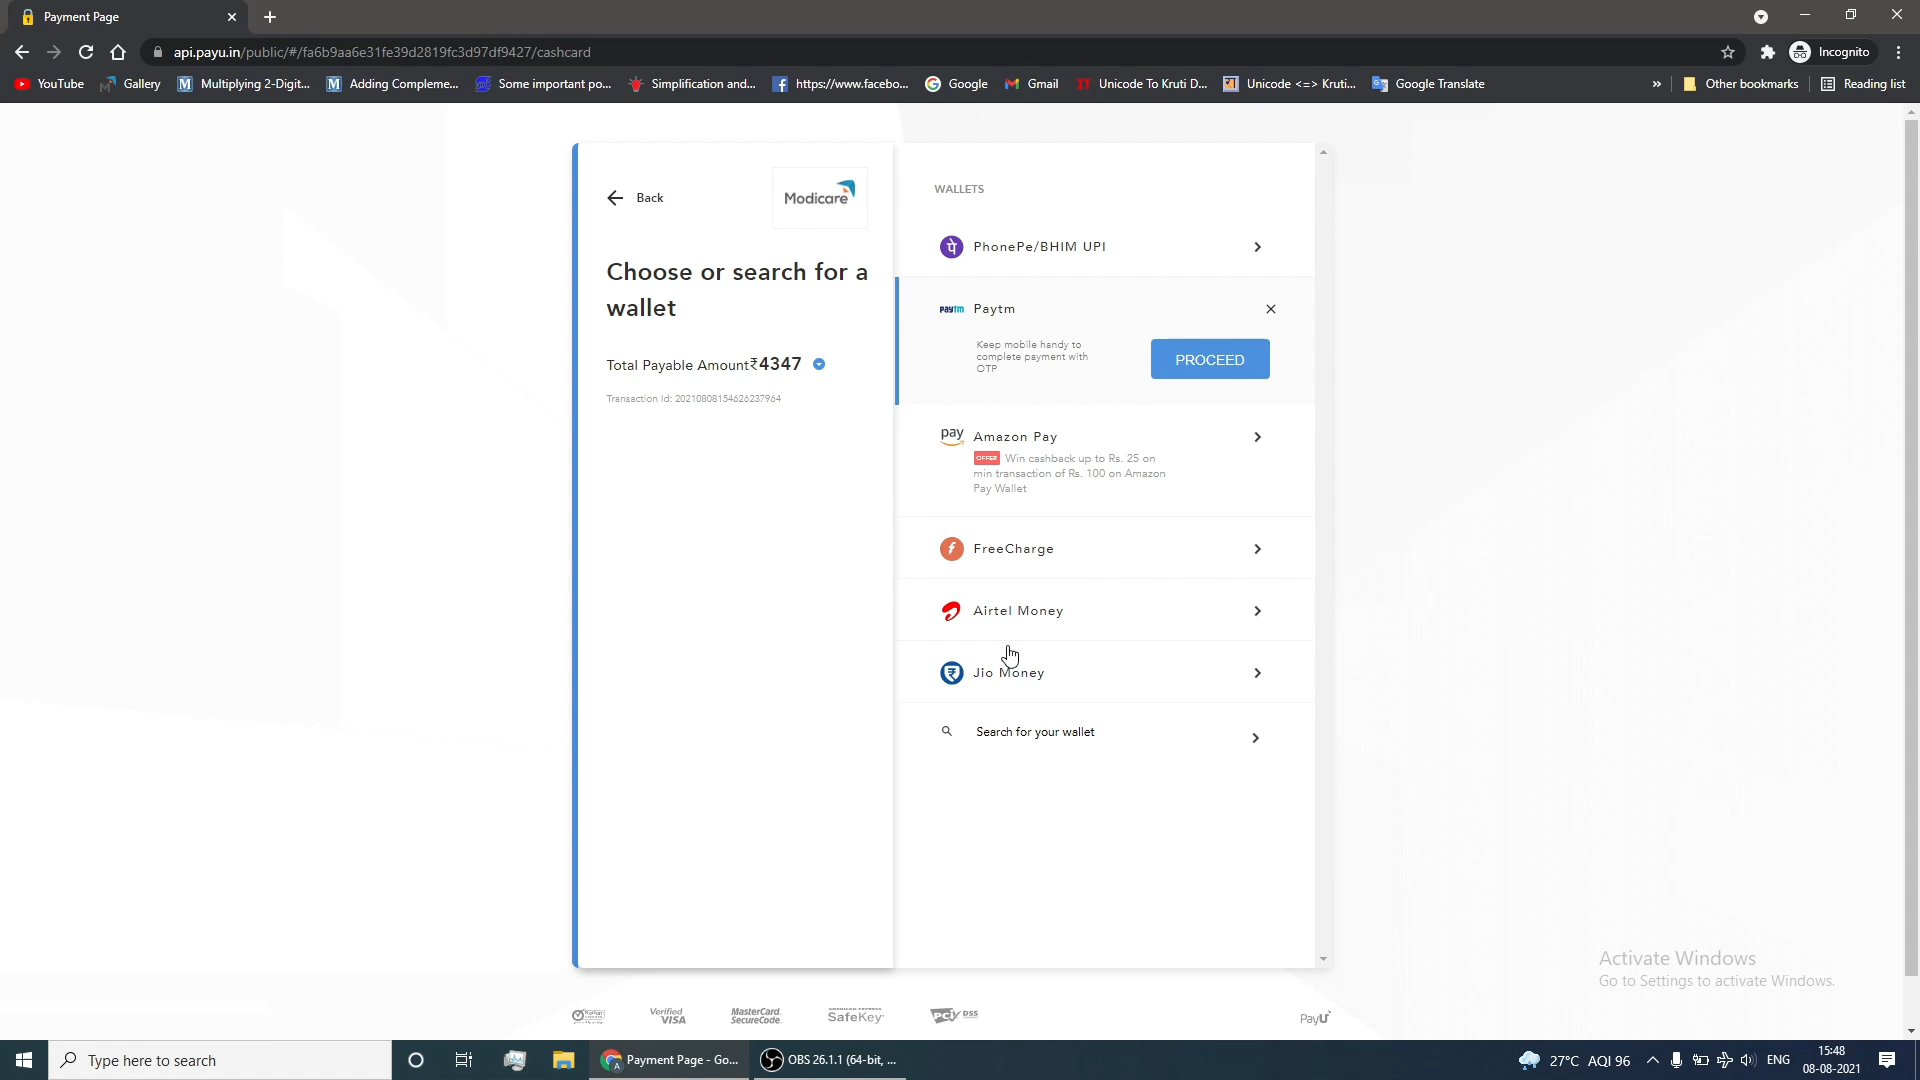 Payment Page
api.payu.in/public/#/fa6b9aa6e31fe39d2819fc3d97df9427/cashcard
Incognito
YouTube
Gallery
Multiplying 2-Digit...
Adding Compleme...
Some important po...
Simplification and...
https://www.facebo...
Google
Gmail
Unicode To Kruti D...
Unicode <=> Kruti...
Google Translate
»
Other bookmarks
Reading list
Back
Modicare
Choose or search for a
wallet
Total Payable Amount₹4347
Transaction Id: 20210808154626237964
WALLETS
पे
PhonePe/BHIM UPI
paytm
Paytm
Keep mobile handy to
complete payment with
OTP
PROCEED
pay
Amazon Pay
OFFER Win cashback up to Rs. 25 on
min transaction of Rs. 100 on Amazon
Pay Wallet
FreeCharge
Airtel Money
Jio Money
Search for your wallet
Activate Windows
Go to Settings to activate Windows.
Verified
VISA
MasterCard.
SecureCode.
AMERICAN EXPRESS
SafeKey
PCI DSS
PayU
Type here to search
Payment Page - Go...
OBS 26.1.1 (64-bit, ...
27°C AQI 96
ENG
15:48
08-08-2021